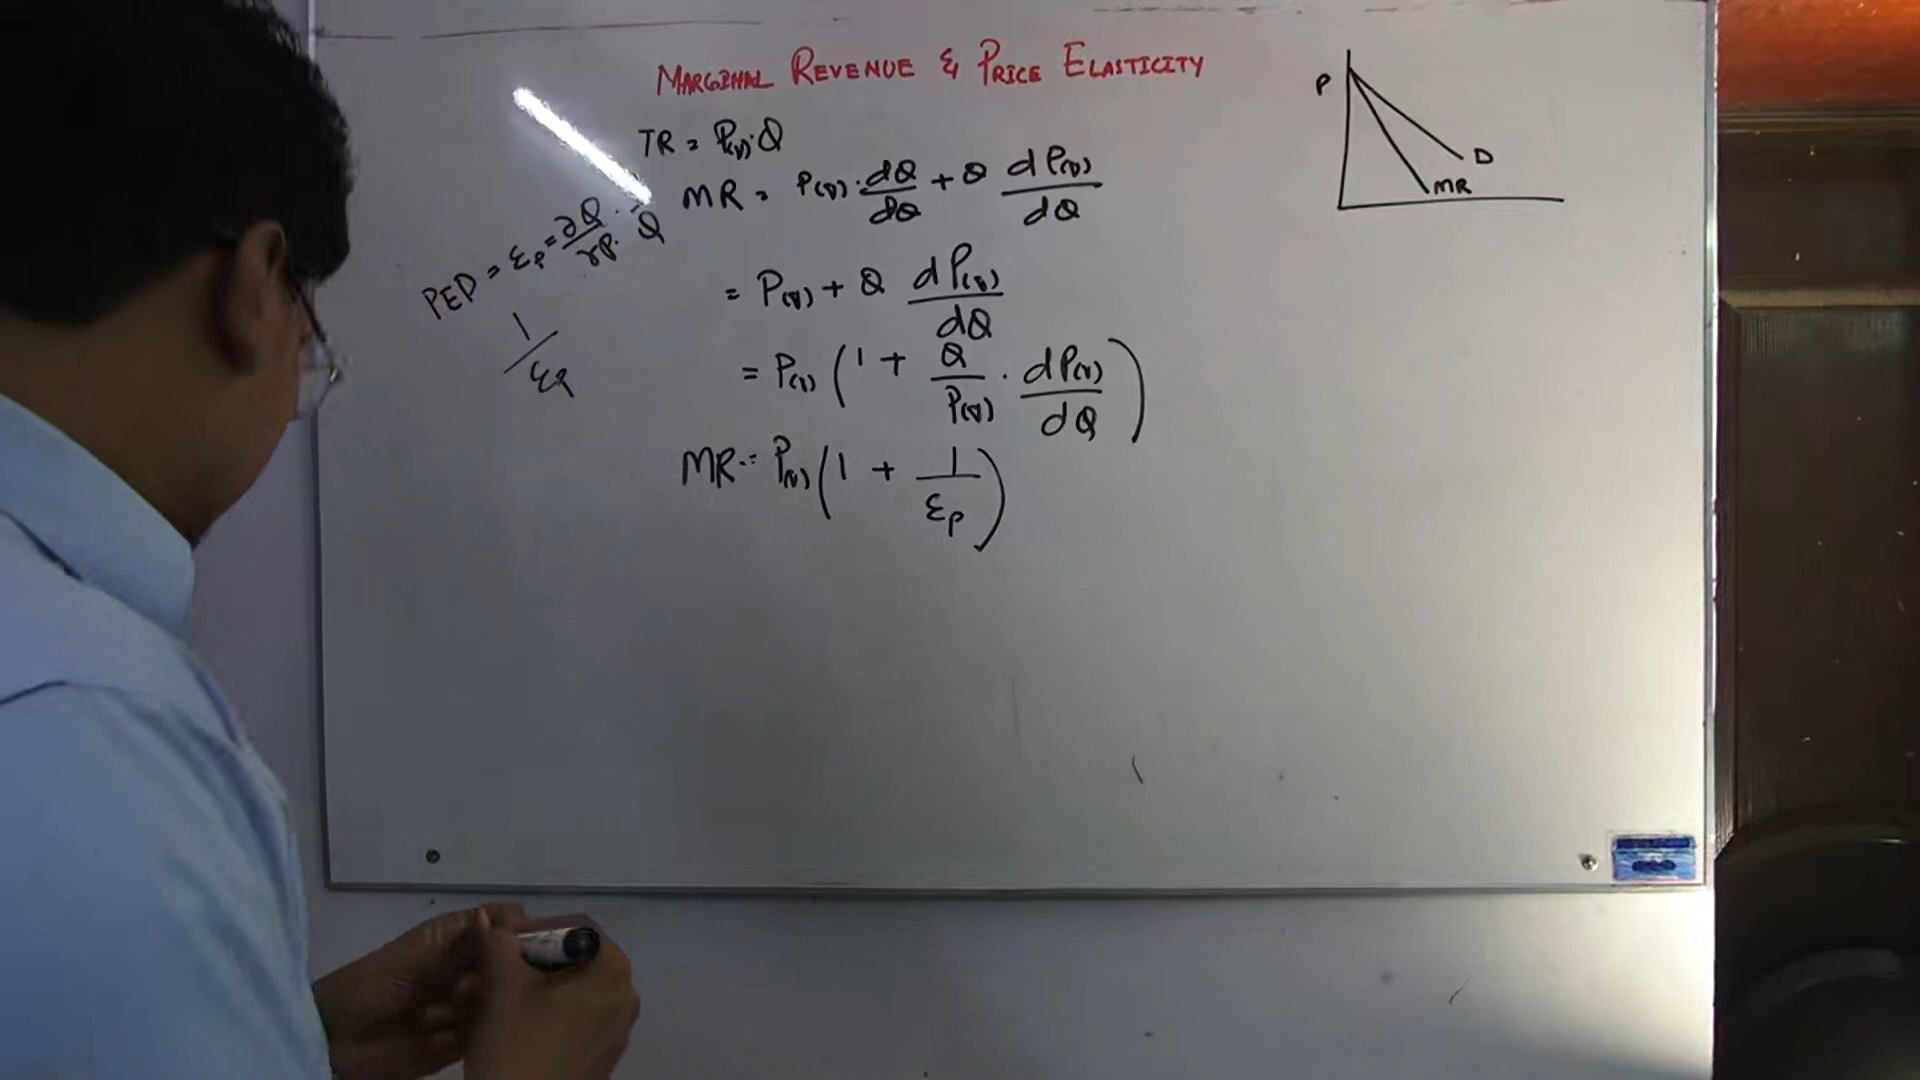 MARGINAL REVENUE & PRICE ELASTICITY
TR = P(Q)·Q
MR = P(Q)·dQ/dQ + Q dP(Q)/dQ
= P(Q) + Q dP(Q)/dQ
= P(Q) (1 + Q/P(Q) · dP(Q)/dQ)
MR = P(Q) (1 + 1/εp)
PED = εp = ∂Q/∂P · /Q
1/εp
P
D
MR